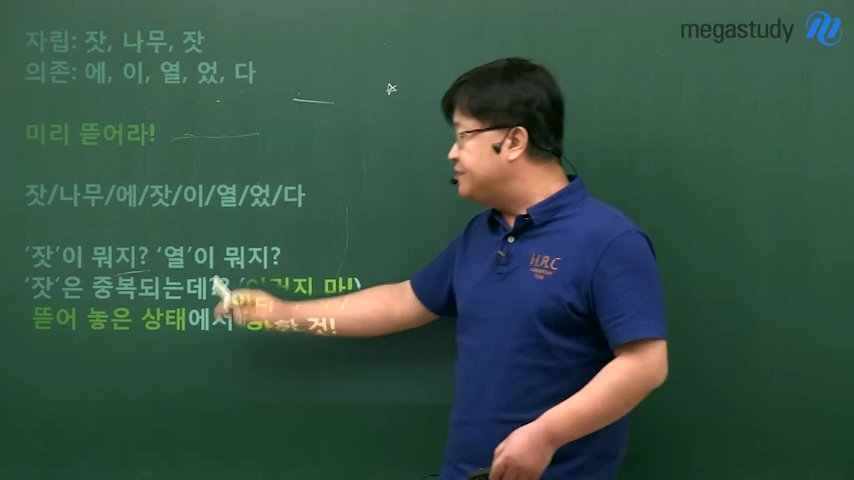 megastudy
자립: 잣, 나무, 잣
의존: 에, 이, 열, 었, 다
미리 뜯어라!
잣/나무/에/잣/이/열/었/다
‘잣’이 뭐지? ‘열’이 뭐지?
‘잣’은 중복되는데?
뜯어 놓은 상태에서 것!
H.R.C